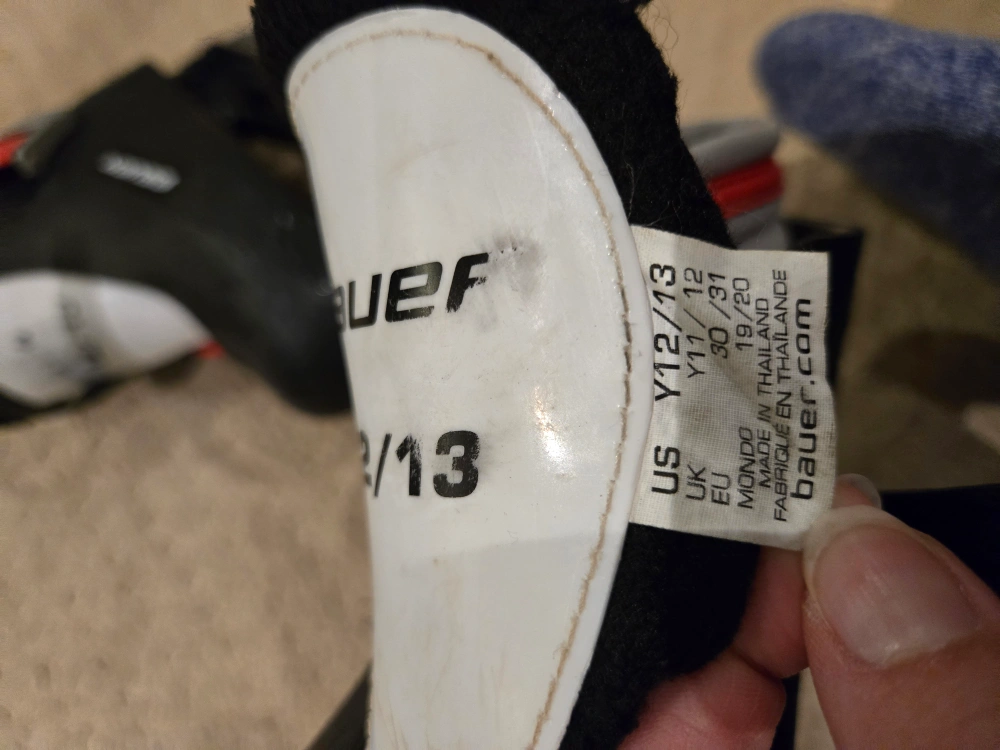 bauer
2/13
US Y12/13
UK Y11/12
EU 30/31
MONDO 19/20
MADE IN THAILAND
FABRIQUÉ EN THAÏLANDE
bauer.com